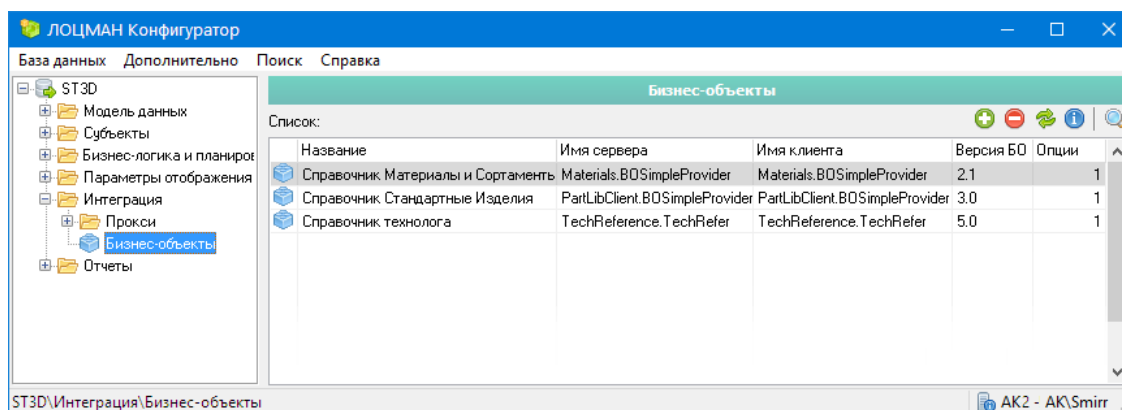 ЛОЦМАН Конфигуратор
База данных Дополнительно Поиск Справка
ST3D
Модель данных
Субъекты
Бизнес-логика и планиров
Параметры отображения
Интеграция
Прокси
Бизнес-объекты
Отчеты
Бизнес-объекты
Список:
Название Имя сервера Имя клиента Версия БО Опции
Справочник Материалы и Сортаменты Materials.BOSimpleProvider Materials.BOSimpleProvider 2.1 1
Справочник Стандартные Изделия PartLibClient.BOSimpleProvider PartLibClient.BOSimpleProvider 3.0 1
Справочник технолога TechReference.TechRefer TechReference.TechRefer 5.0 1
ST3D\Интеграция\Бизнес-объекты AK2 - AK\Smirr